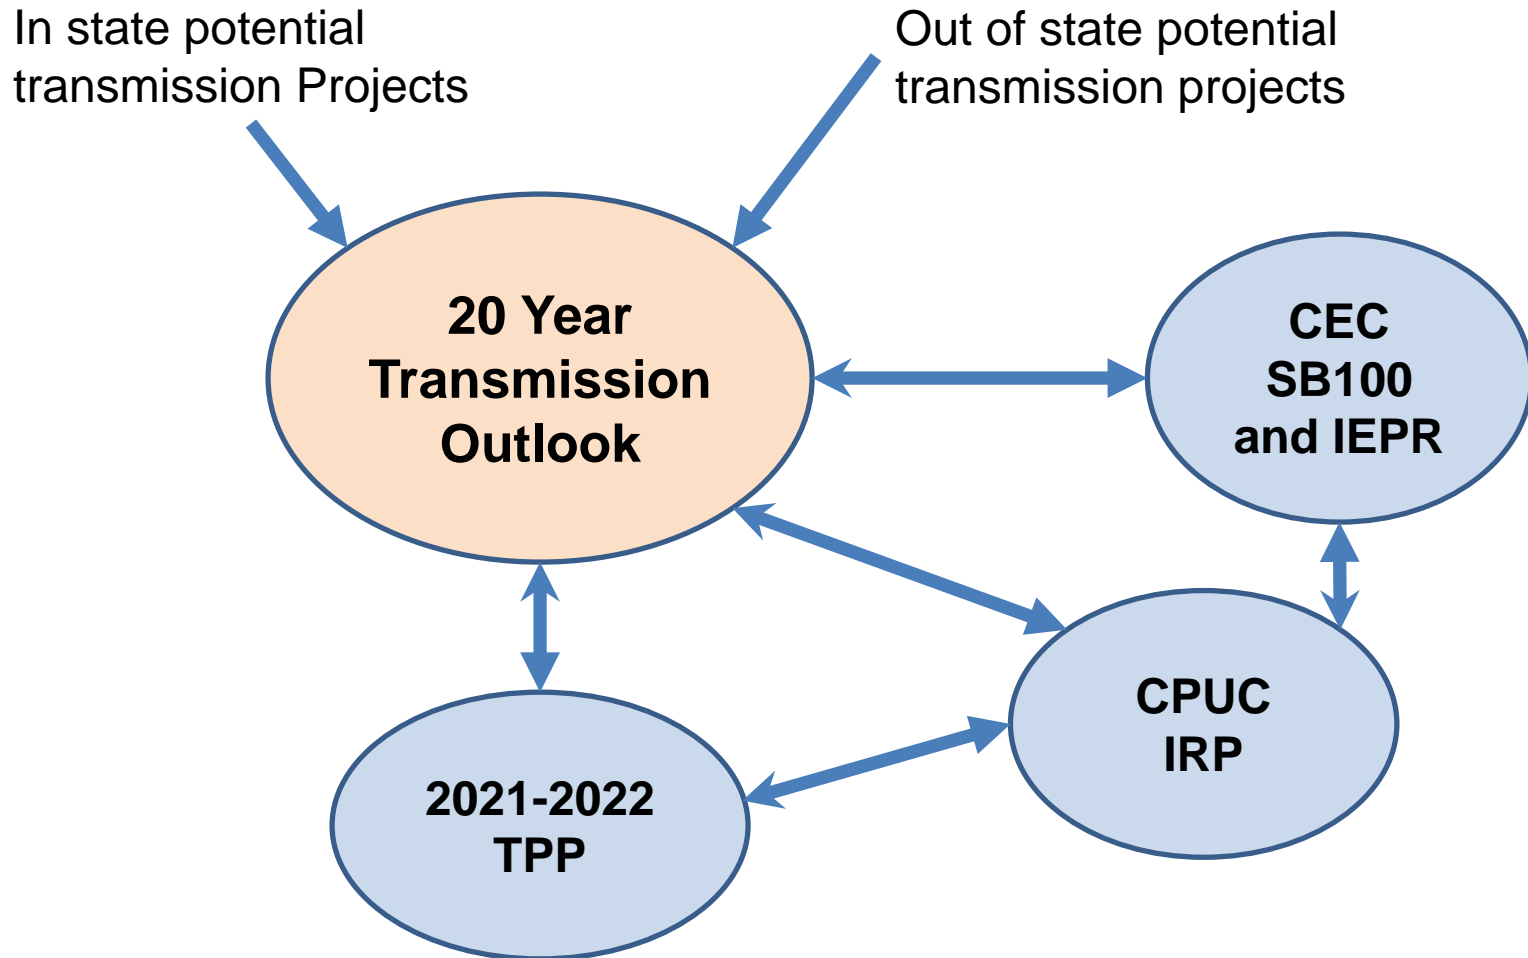 In state potential
transmission Projects
Out of state potential
transmission projects
20 Year
Transmission
Outlook
CEC
SB100
and IEPR
CPUC
IRP
2021-2022
TPP